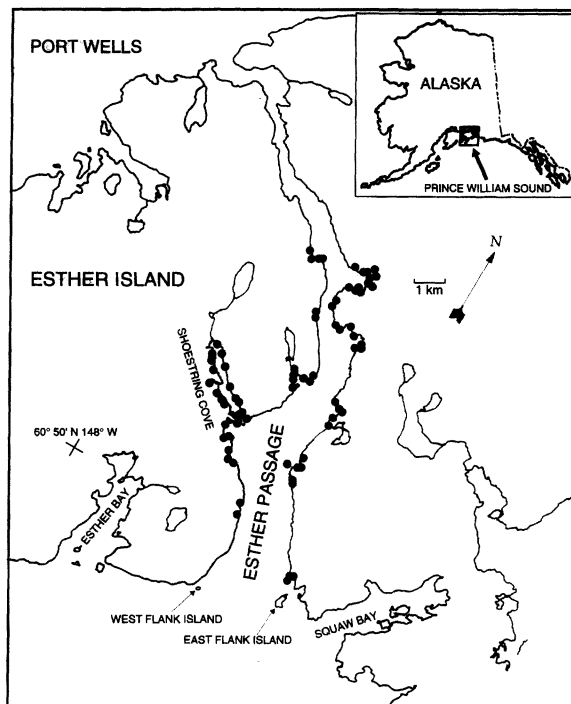 PORT WELLS
ALASKA
PRINCE WILLIAM SOUND
N
1 km
ESTHER ISLAND
SHOESTRING COVE
60° 50' N 148° W
ESTHER PASSAGE
ESTHER BAY
WEST FLANK ISLAND
EAST FLANK ISLAND
SQUAW BAY